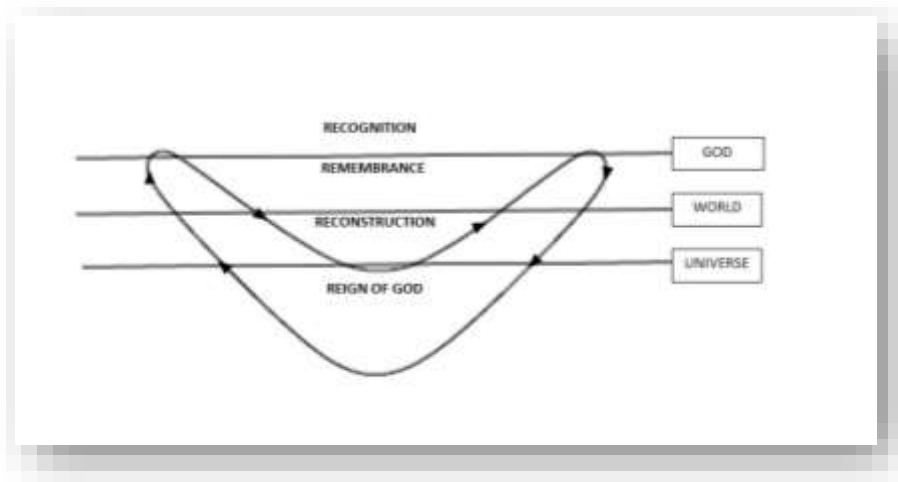 RECOGNITION
GOD
REMEMBRANCE
WORLD
RECONSTRUCTION
UNIVERSE
REIGN OF GOD